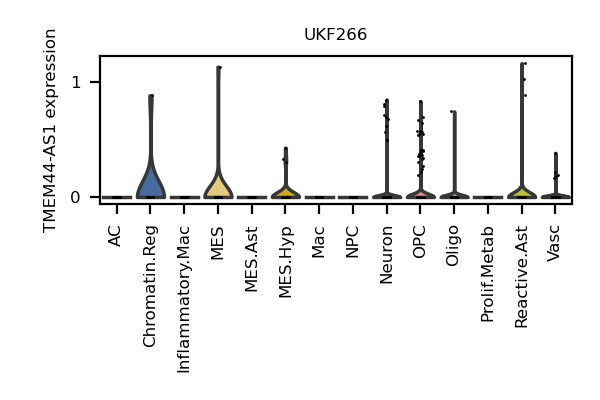 UKF266
TMEM44-AS1 expression
1
0
AC
Chromatin.Reg
Inflammatory.Mac
MES
MES.Ast
MES.Hyp
Mac
NPC
Neuron
OPC
Oligo
Prolif.Metab
Reactive.Ast
Vasc